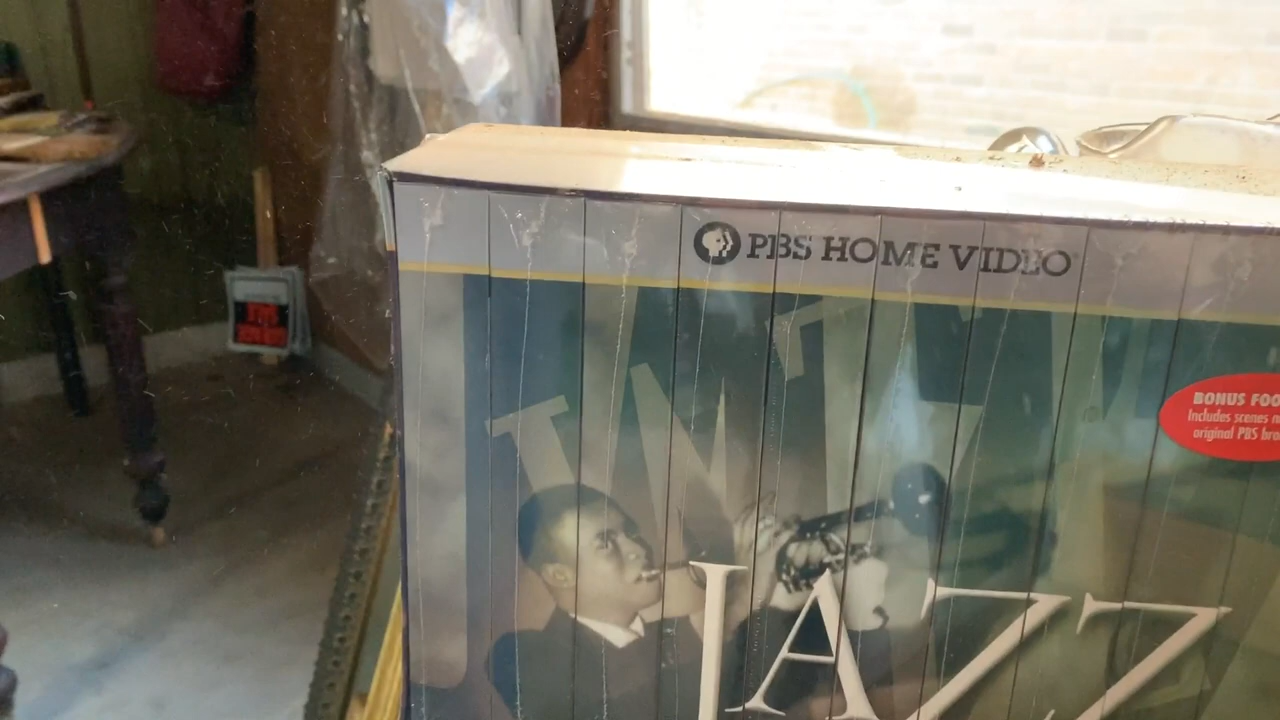 PBS HOME VIDEO
BONUS FOO
Includes scenes n
original PBS bro
JAZZ